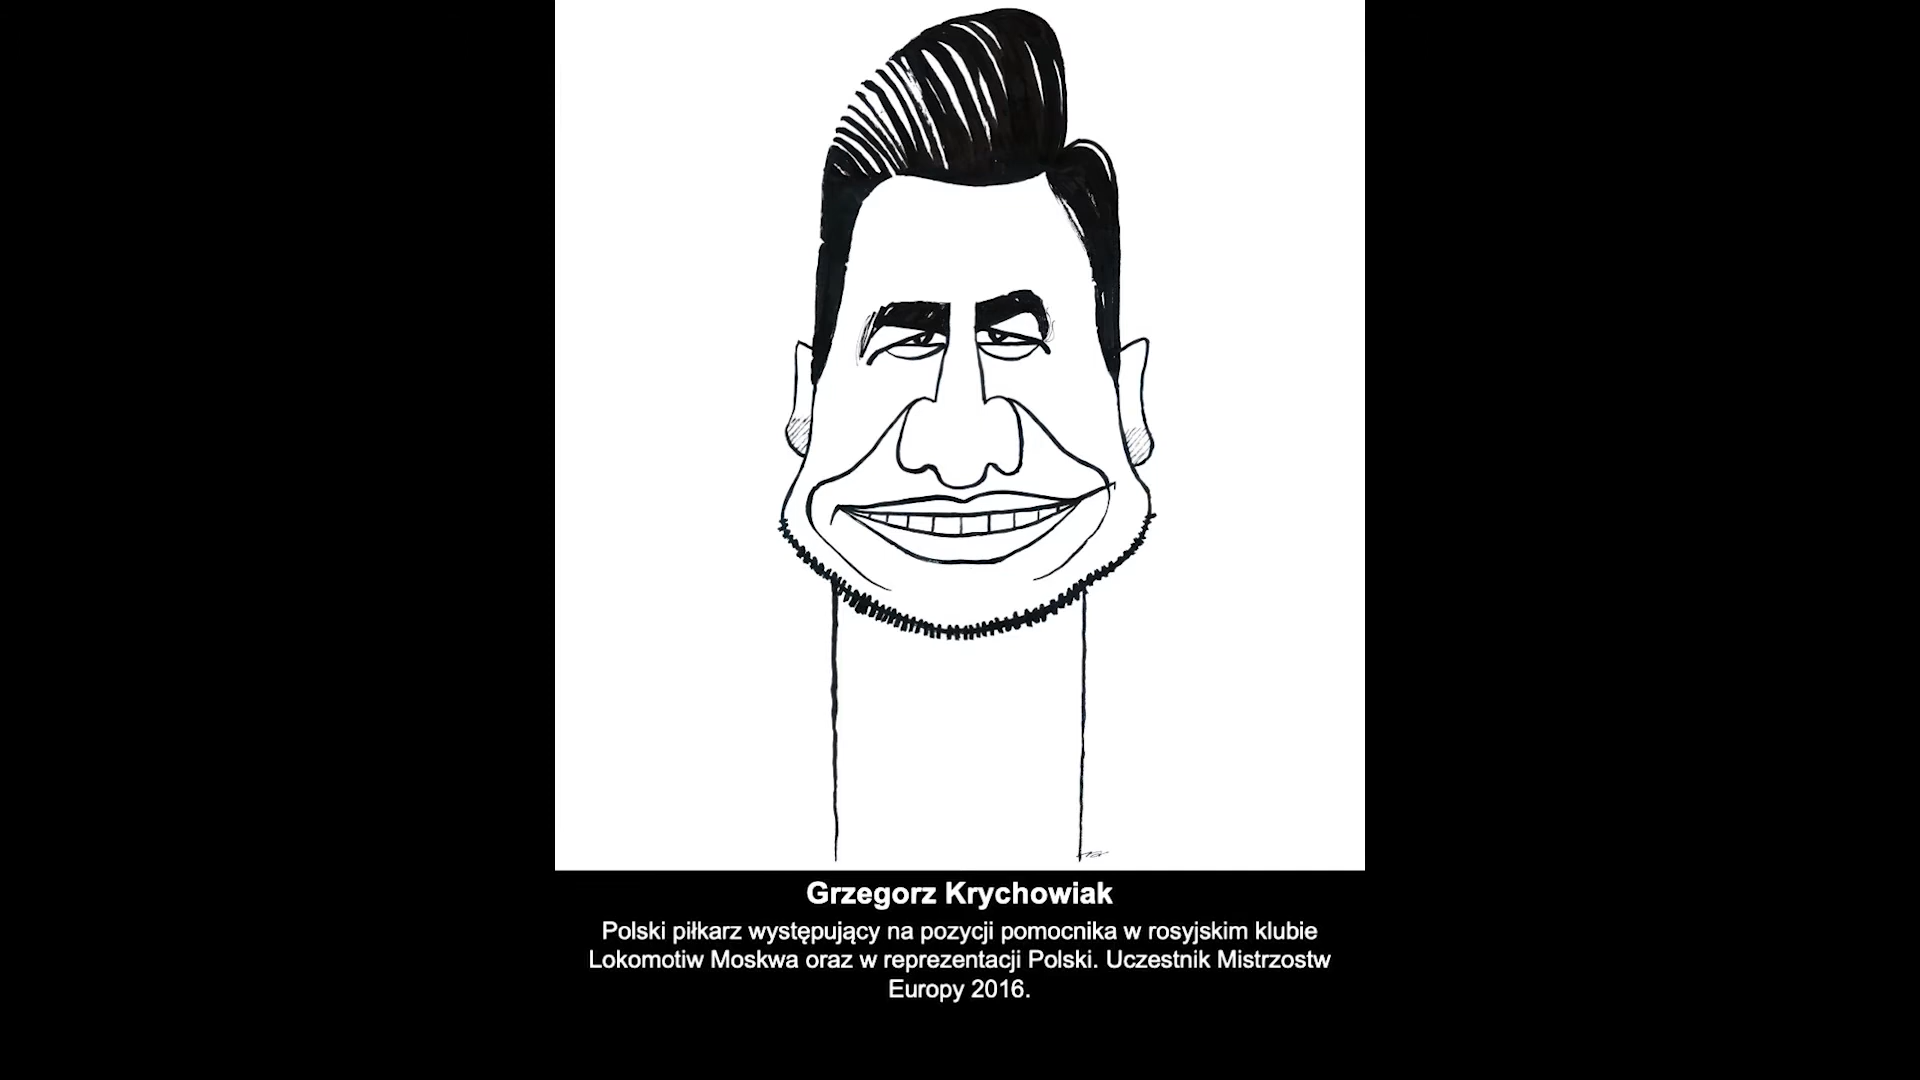 Grzegorz Krychowiak
Polski piłkarz występujący na pozycji pomocnika w rosyjskim klubie
Lokomotiw Moskwa oraz w reprezentacji Polski. Uczestnik Mistrzostw
Europy 2016.